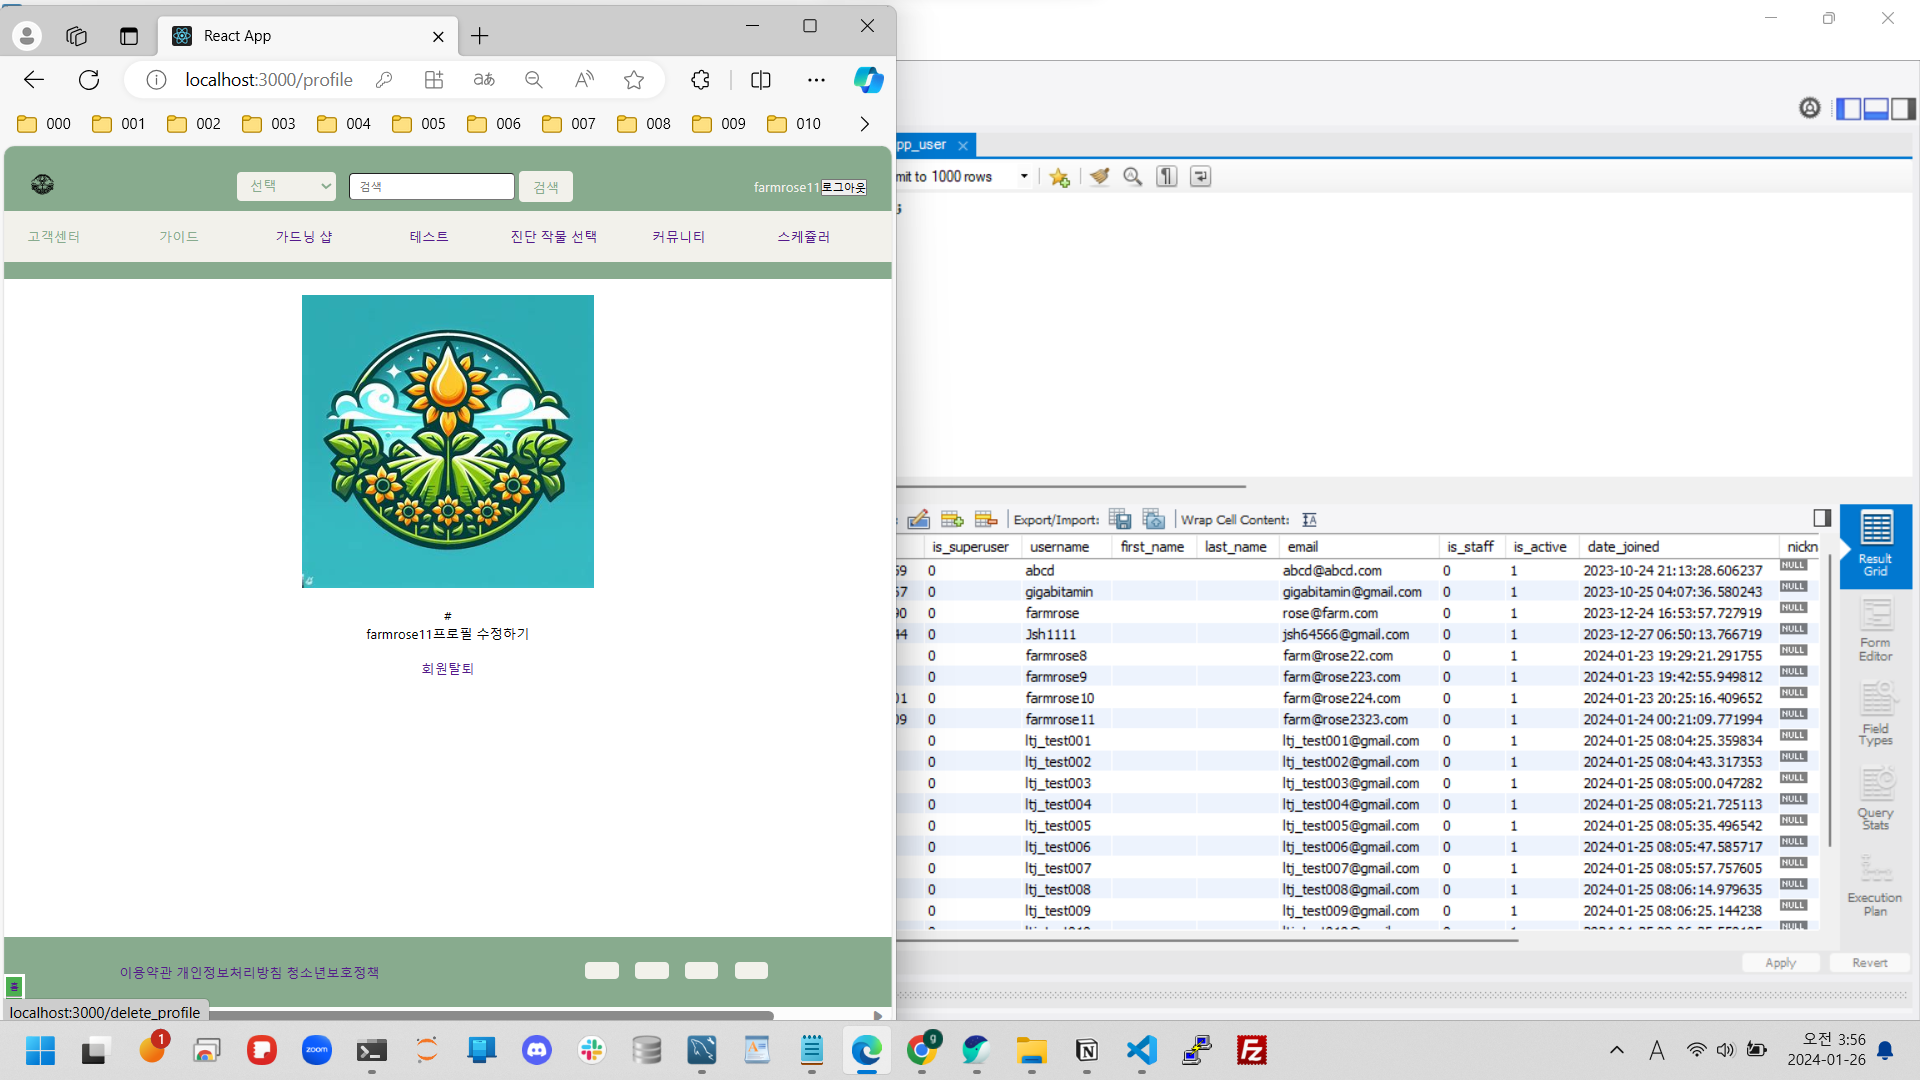 React App
localhost:3000/profile
000 001 002 003 004 005 006 007 008 009 010
선택 검색 검색 farmrose11 로그아웃
고객센터 가이드 가드닝 샵 테스트 진단 작물 선택 커뮤니티 스케쥴러
#
farmrose11프로필 수정하기
회원탈퇴
이용약관 개인정보처리방침 청소년보호정책
홈
localhost:3000/delete_profile
pp_user
mit to 1000 rows
;
Export/Import: Wrap Cell Content:
is_superuser username first_name last_name email is_staff is_active date_joined nickn
59 0 abcd abcd@abcd.com 0 1 2023-10-24 21:13:28.606237 NULL
57 0 gigabitamin gigabitamin@gmail.com 0 1 2023-10-25 04:07:36.580243 NULL
90 0 farmrose rose@farm.com 0 1 2023-12-24 16:53:57.727919 NULL
44 0 Jsh1111 jsh64566@gmail.com 0 1 2023-12-27 06:50:13.766719 NULL
0 farmrose8 farm@rose22.com 0 1 2024-01-23 19:29:21.291755 NULL
0 farmrose9 farm@rose223.com 0 1 2024-01-23 19:42:55.949812 NULL
01 0 farmrose10 farm@rose224.com 0 1 2024-01-23 20:25:16.409652 NULL
09 0 farmrose11 farm@rose2323.com 0 1 2024-01-24 00:21:09.771994 NULL
0 ltj_test001 ltj_test001@gmail.com 0 1 2024-01-25 08:04:25.359834 NULL
0 ltj_test002 ltj_test002@gmail.com 0 1 2024-01-25 08:04:43.317353 NULL
0 ltj_test003 ltj_test003@gmail.com 0 1 2024-01-25 08:05:00.047282 NULL
0 ltj_test004 ltj_test004@gmail.com 0 1 2024-01-25 08:05:21.725113 NULL
0 ltj_test005 ltj_test005@gmail.com 0 1 2024-01-25 08:05:35.496542 NULL
0 ltj_test006 ltj_test006@gmail.com 0 1 2024-01-25 08:05:47.585717 NULL
0 ltj_test007 ltj_test007@gmail.com 0 1 2024-01-25 08:05:57.757605 NULL
0 ltj_test008 ltj_test008@gmail.com 0 1 2024-01-25 08:06:14.979635 NULL
0 ltj_test009 ltj_test009@gmail.com 0 1 2024-01-25 08:06:25.144238 NULL
Result
Grid
Form
Editor
Field
Types
Query
Stats
Execution
Plan
Apply Revert
1 zoom g A 오전 3:56
2024-01-26